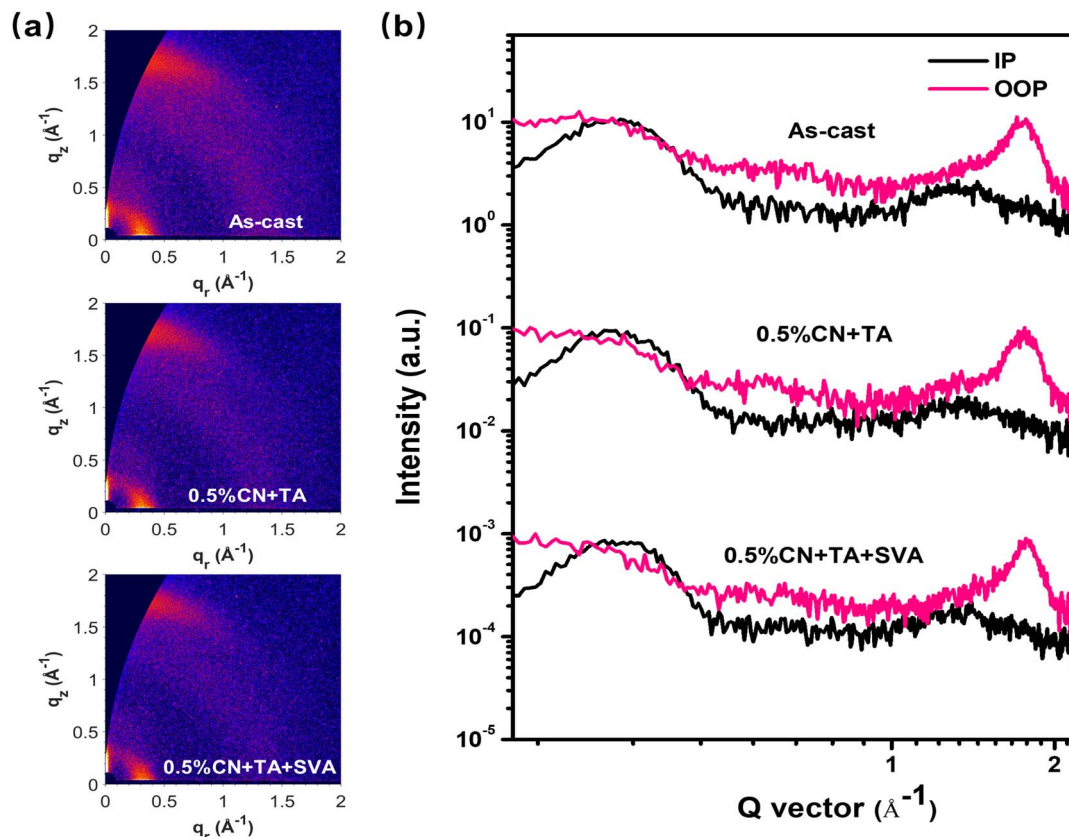 (a)
2
1.5
1
0.5
0
q_z (Å⁻¹)
As-cast
0 0.5 1 1.5 2
q_r (Å⁻¹)
2
1.5
1
0.5
0
q_z (Å⁻¹)
0.5%CN+TA
0 0.5 1 1.5 2
q_r (Å⁻¹)
2
1.5
1
0.5
0
q_z (Å⁻¹)
0.5%CN+TA+SVA
0 0.5 1 1.5 2
q_r (Å⁻¹)
(b)
IP
OOP
As-cast
0.5%CN+TA
0.5%CN+TA+SVA
Intensity (a.u.)
10¹
10⁰
10⁻¹
10⁻²
10⁻³
10⁻⁴
10⁻⁵
1 2
Q vector (Å⁻¹)